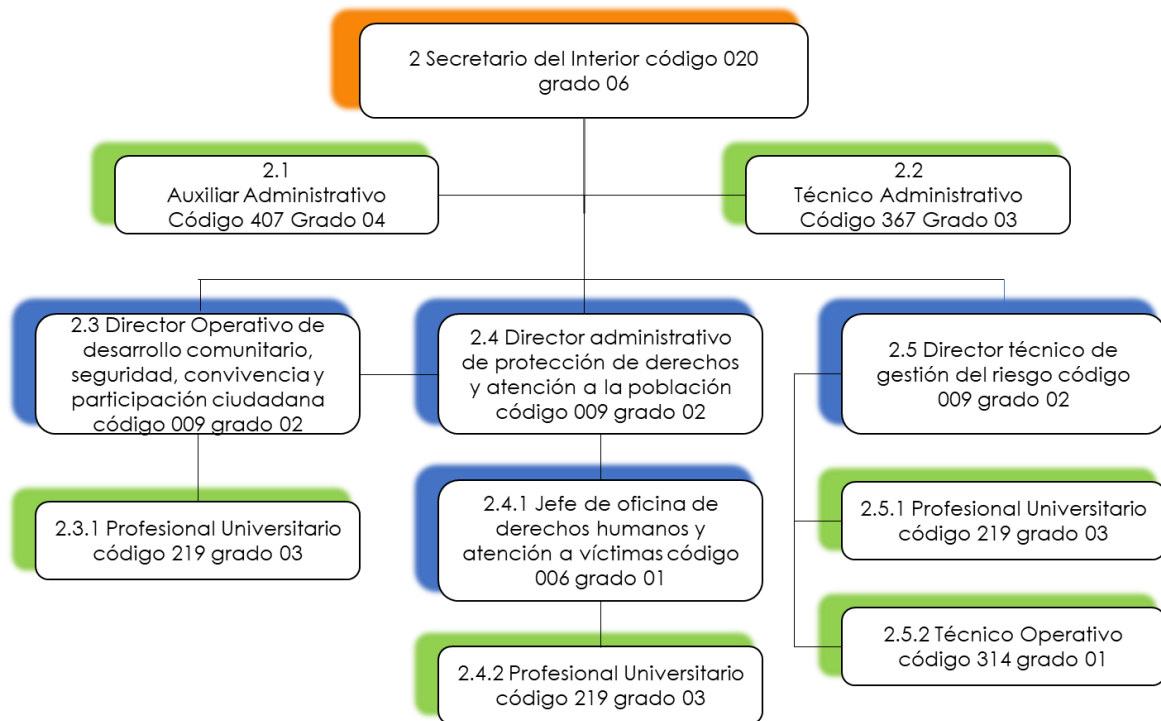 2 Secretario del Interior código 020
grado 06
2.1
Auxiliar Administrativo
Código 407 Grado 04
2.2
Técnico Administrativo
Código 367 Grado 03
2.3 Director Operativo de
desarrollo comunitario,
seguridad, convivencia y
participación ciudadana
código 009 grado 02
2.4 Director administrativo
de protección de derechos
y atención a la población
código 009 grado 02
2.5 Director técnico de
gestión del riesgo código
009 grado 02
2.3.1 Profesional Universitario
código 219 grado 03
2.4.1 Jefe de oficina de
derechos humanos y
atención a víctimas código
006 grado 01
2.5.1 Profesional Universitario
código 219 grado 03
2.4.2 Profesional Universitario
código 219 grado 03
2.5.2 Técnico Operativo
código 314 grado 01